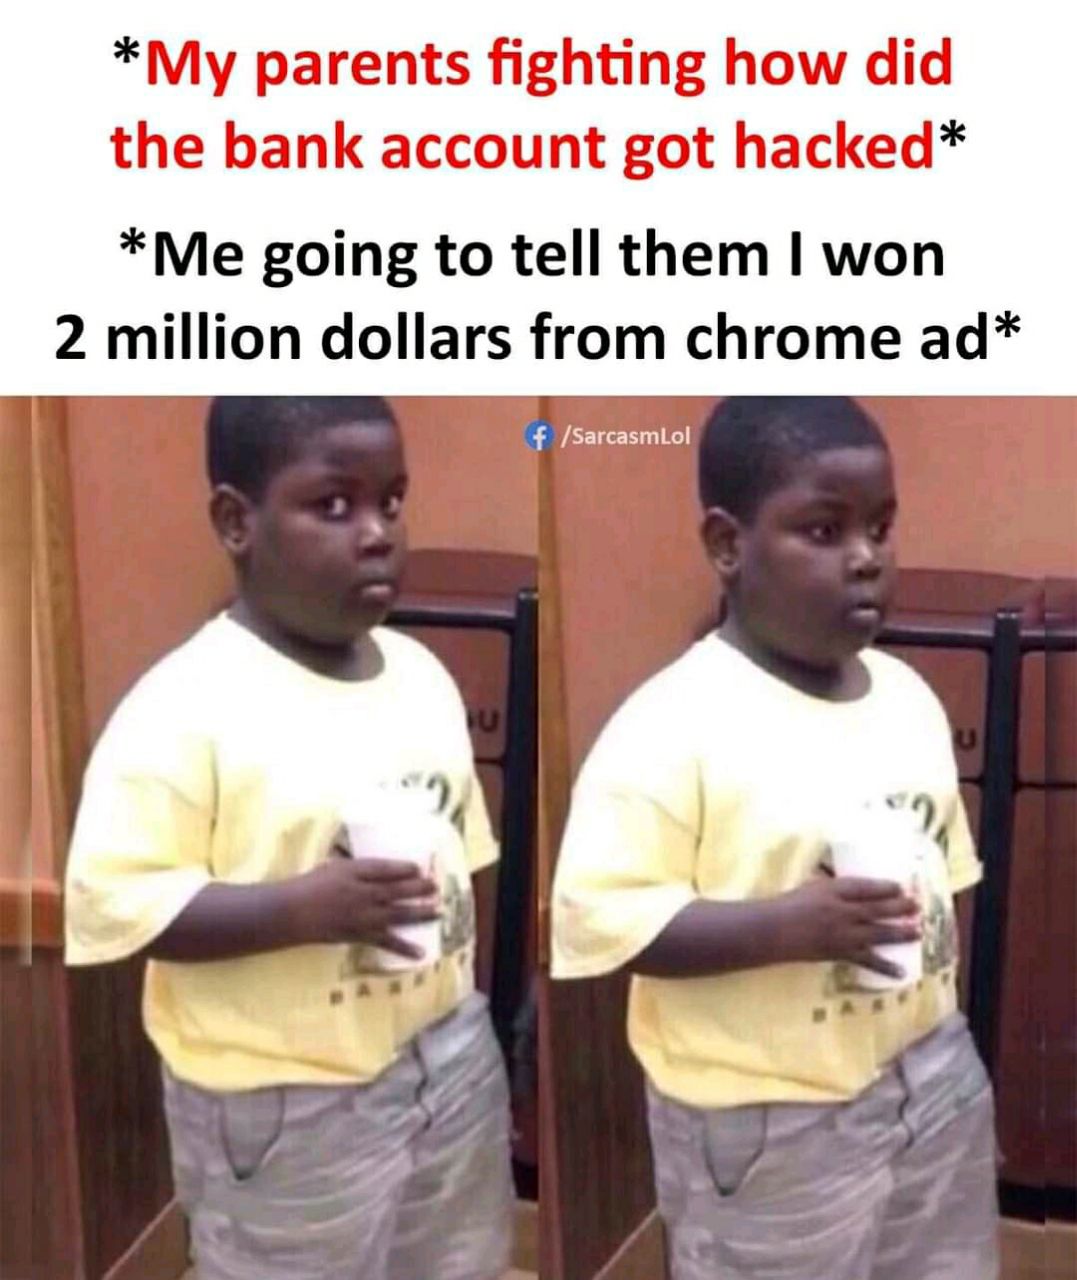 *My parents fighting how did
the bank account got hacked*
*Me going to tell them I won
2 million dollars from chrome ad*
f /SarcasmLol
U
U